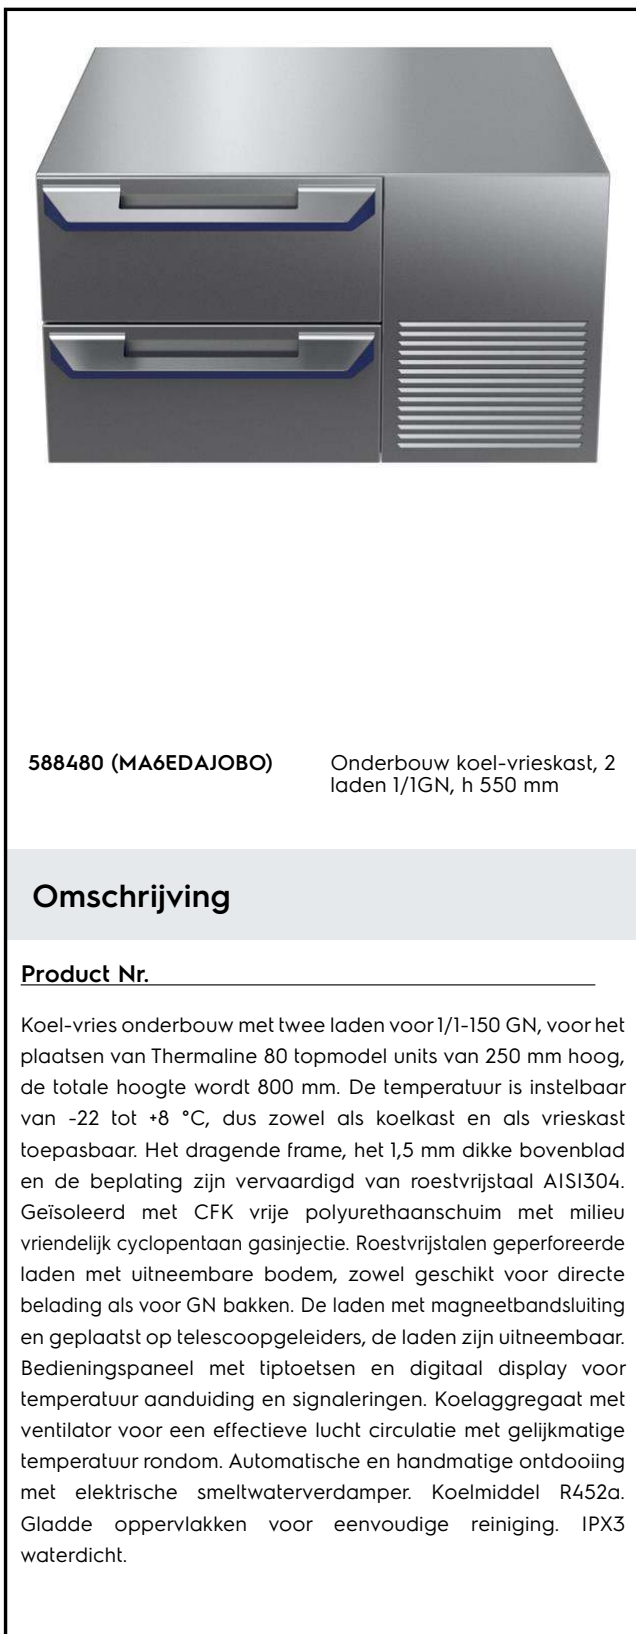 588480 (MA6EDAJOBO)
Onderbouw koel-vrieskast, 2
laden 1/1GN, h 550 mm
Omschrijving
Product Nr.
Koel-vries onderbouw met twee laden voor 1/1-150 GN, voor het
plaatsen van Thermaline 80 topmodel units van 250 mm hoog,
de totale hoogte wordt 800 mm. De temperatuur is instelbaar
van -22 tot +8 °C, dus zowel als koelkast en als vrieskast
toepasbaar. Het dragende frame, het 1,5 mm dikke bovenblad
en de beplating zijn vervaardigd van roestvrijstaal AISI304.
Geïsoleerd met CFK vrije polyurethaanschuim met milieu
vriendelijk cyclopentaan gasinjectie. Roestvrijstalen geperforeerde
laden met uitneembare bodem, zowel geschikt voor directe
belading als voor GN bakken. De laden met magneetbandsluiting
en geplaatst op telescoopgeleiders, de laden zijn uitneembaar.
Bedieningspaneel met tiptoetsen en digitaal display voor
temperatuur aanduiding en signaleringen. Koelaggregaat met
ventilator voor een effectieve lucht circulatie met gelijkmatige
temperatuur rondom. Automatische en handmatige ontdooiing
met elektrische smeltwaterverdamper. Koelmiddel R452a.
Gladde oppervlakken voor eenvoudige reiniging. IPX3
waterdicht.